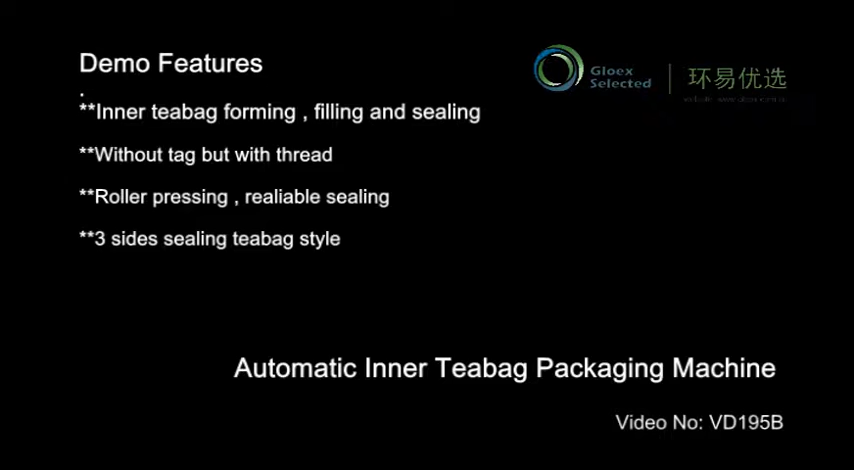 Demo Features
.
**Inner teabag forming , filling and sealing
**Without tag but with thread
**Roller pressing , realiable sealing
**3 sides sealing teabag style
Gloex
Selected
环易优选
Automatic Inner Teabag Packaging Machine
Video No: VD195B